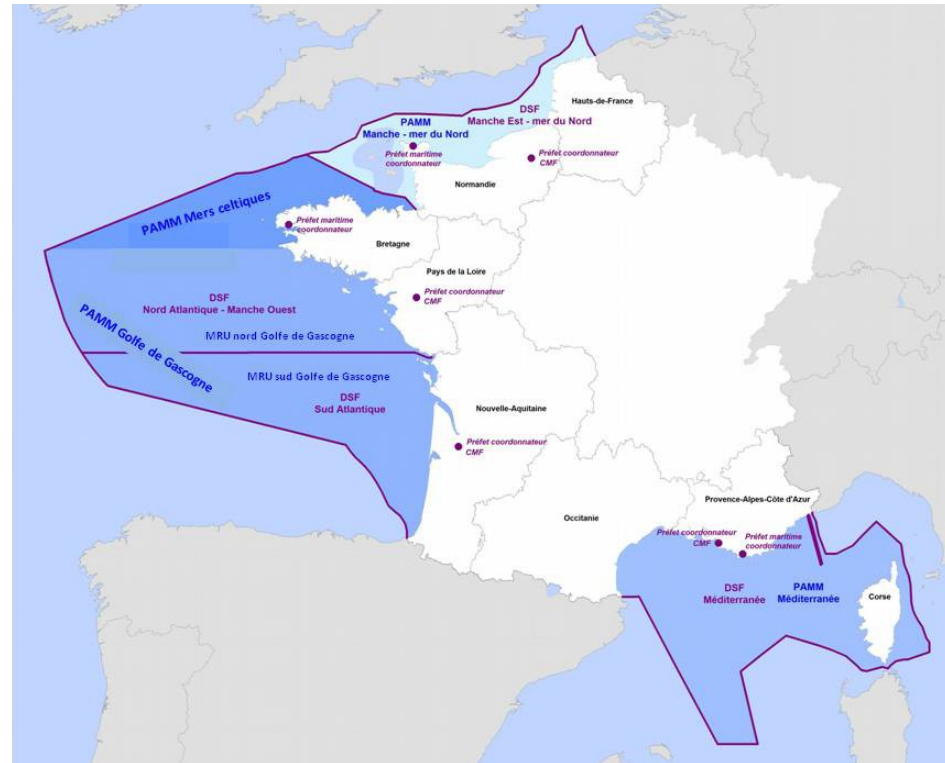 Hauts-de-France
DSF
Manche Est - mer du Nord
PAMM
Manche - mer du Nord
Préfet maritime
coordonnateur
Préfet coordonnateur
CMF
Normandie
PAMM Mers celtiques
Préfet maritime
coordonnateur
Bretagne
Pays de la Loire
Préfet coordonnateur
CMF
DSF
Nord Atlantique - Manche Ouest
MRU nord Golfe de Gascogne
PAMM Golfe de Gascogne
MRU sud Golfe de Gascogne
DSF
Sud Atlantique
Nouvelle-Aquitaine
Préfet coordonnateur
CMF
Provence-Alpes-Côte d'Azur
Occitanie
Préfet coordonnateur
CMF
Préfet maritime
coordonnateur
DSF
Méditerranée
PAMM
Méditerranée
Corse